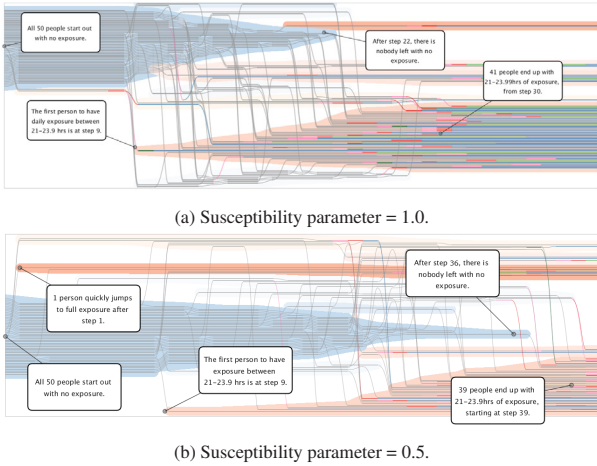 All 50 people start out
with no exposure.
After step 22, there is
nobody left with no
exposure.
41 people end up with
21–23.99hrs of exposure,
from step 30.
The first person to have
daily exposure between
21–23.9 hrs is at step 9.
(a) Susceptibility parameter = 1.0.
After step 36, there is
nobody left with no
exposure.
1 person quickly jumps
to full exposure after
step 1.
The first person to have
exposure between
21–23.9 hrs is at step 9.
All 50 people start out
with no exposure.
39 people end up with
21–23.9hrs of exposure,
starting at step 39.
(b) Susceptibility parameter = 0.5.